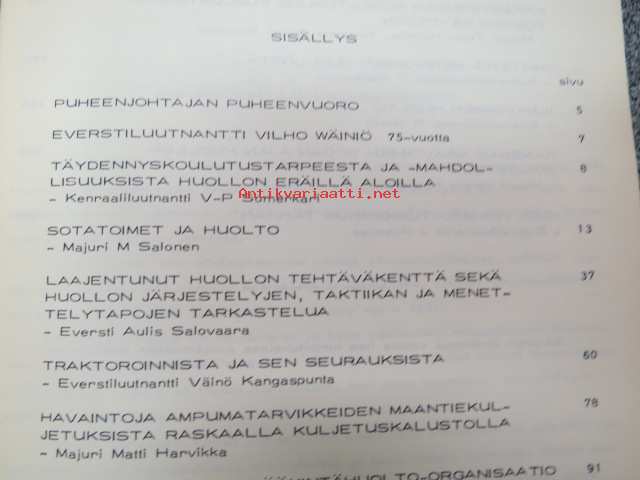 SISÄLLYS
sivu
PUHEENJOHTAJAN PUHEENVUORO 5
EVERSTILUUTNANTTI VILHO WÄINIÖ 75-vuotta 7
TÄYDENNYSKOULUTUSTARPEESTA JA -MAHDOL- 8
LISUUKSISTA HUOLLON ERÄILLÄ ALOILLA
Antikvariaatti.net
- Kenraaliluutnantti V-P Somerkari
SOTATOIMET JA HUOLTO 13
- Majuri M Salonen
LAAJENTUNUT HUOLLON TEHTÄVÄKENTTÄ SEKÄ 37
HUOLLON JÄRJESTELYJEN, TAKTIIKAN JA MENET-
TELYTAPOJEN TARKASTELUA
- Eversti Aulis Salovaara
TRAKTOROINNISTA JA SEN SEURAUKSISTA 60
- Everstiluutnantti Väinö Kangaspunta
HAVAINTOJA AMPUMATARVIKKEIDEN MAANTIEKUL- 78
JETUKSISTA RASKAALLA KULJETUSKALUSTOLLA
- Majuri Matti Harvikka
HUOLTO-ORGANISAATIO 91